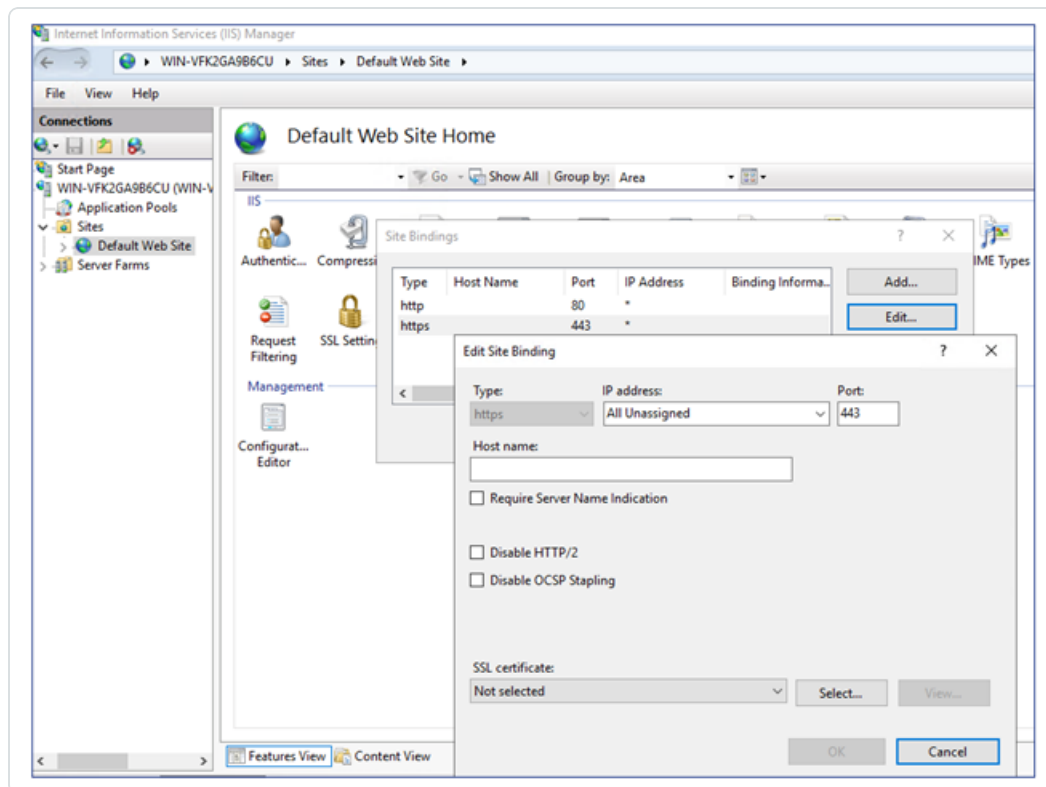 Internet Information Services (IIS) Manager
WIN-VFK2GA9B6CU Sites Default Web Site
File View Help
Connections
Start Page
WIN-VFK2GA9B6CU (WIN-V
Application Pools
Sites
Default Web Site
Server Farms
Default Web Site Home
Filter: Go Show All Group by: Area
IIS
Authentic... Compressi
IME Types
Request Filtering
SSL Settin
Management
Configurat... Editor
Site Bindings ?
Type Host Name Port IP Address Binding Informa...
http 80 *
https 443 *
Add...
Edit...
Edit Site Binding ?
Type: IP address: Port:
https All Unassigned 443
Host name:
Require Server Name Indication
Disable HTTP/2
Disable OCSP Stapling
SSL certificate:
Not selected Select... View...
OK Cancel
Features View Content View